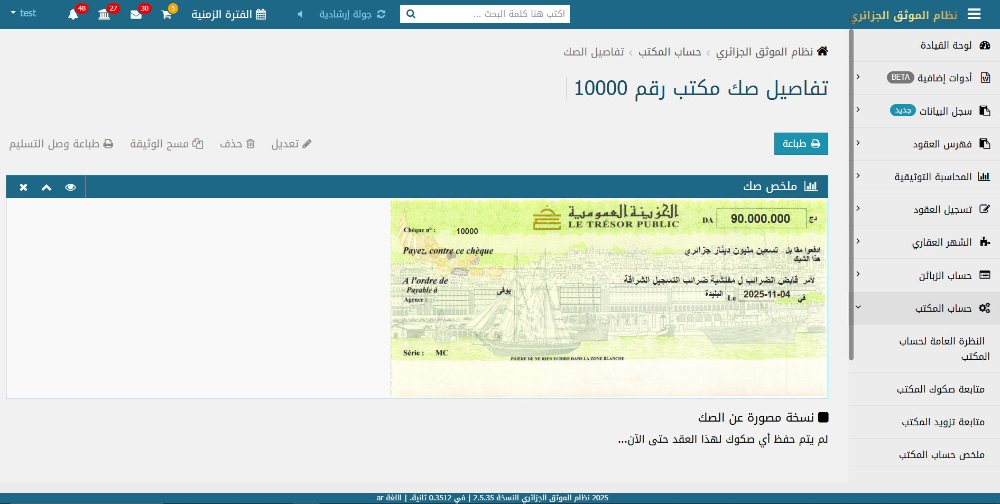 نظام الموثق الجزائري
اكتب هنا كلمة البحث ...
جولة إرشادية
الفترة الزمنية
5
30
27
48
test
لوحة القيادة
أدوات إضافية BETA
سجل البيانات جديد
فهرس العقود
المحاسبة التوثيقية
تسجيل العقود
الشهر العقاري
حساب الزبائن
حساب المكتب
النظرة العامة لحساب
المكتب
متابعة صكوك المكتب
متابعة تزويد المكتب
ملخص حساب المكتب
نظام الموثق الجزائري › حساب المكتب › تفاصيل الصك
تفاصيل صك مكتب رقم 10000
طباعة
تعديل
حذف
مسح الوثيقة
طباعة وصل التسليم
ملخص صك
الخزينة العمومية
LE TRÉSOR PUBLIC
DA 90.000.000 دج
Chèque n° : 10000
Payez, contre ce chèque
ادفعوا مقابل تسعين مليون دينار جزائري
هذا الشيك
A l'ordre de
لأمر قابض الضرائب ل مفتشية ضرائب التسجيل الشراقة
Payable à
يوفى
في 2025-11-04 Le البليدة
Agence :
Série : MC
PRIERE DE NE RIEN ECRIRE DANS LA ZONE BLANCHE
نسخة مصورة عن الصك
لم يتم حفظ أي صكوك لهذا العقد حتى الآن...
2025 نظام الموثق الجزائري النسخة 2.5.35 | في 0.3512 ثانية. | اللغة ar